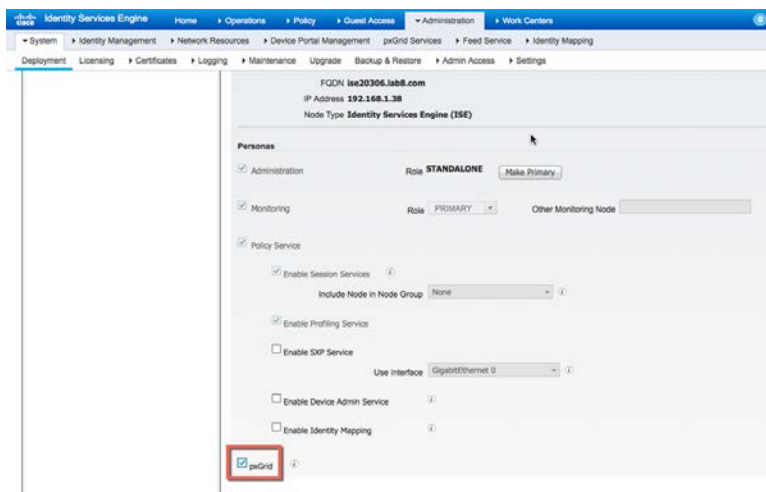 cisco Identity Services Engine Home Operations Policy Guest Access Administration Work Centers
System Identity Management Network Resources Device Portal Management pxGrid Services Feed Service Identity Mapping
Deployment Licensing Certificates Logging Maintenance Upgrade Backup & Restore Admin Access Settings
FQDN ise20306.lab8.com
IP Address 192.168.1.38
Node Type Identity Services Engine (ISE)
Personas
Administration Role STANDALONE Make Primary
Monitoring Role PRIMARY Other Monitoring Node
Policy Service
Enable Session Services
Include Node in Node Group None
Enable Profiling Service
Enable SXP Service
Use Interface GigabitEthernet 0
Enable Device Admin Service
Enable Identity Mapping
pxGrid